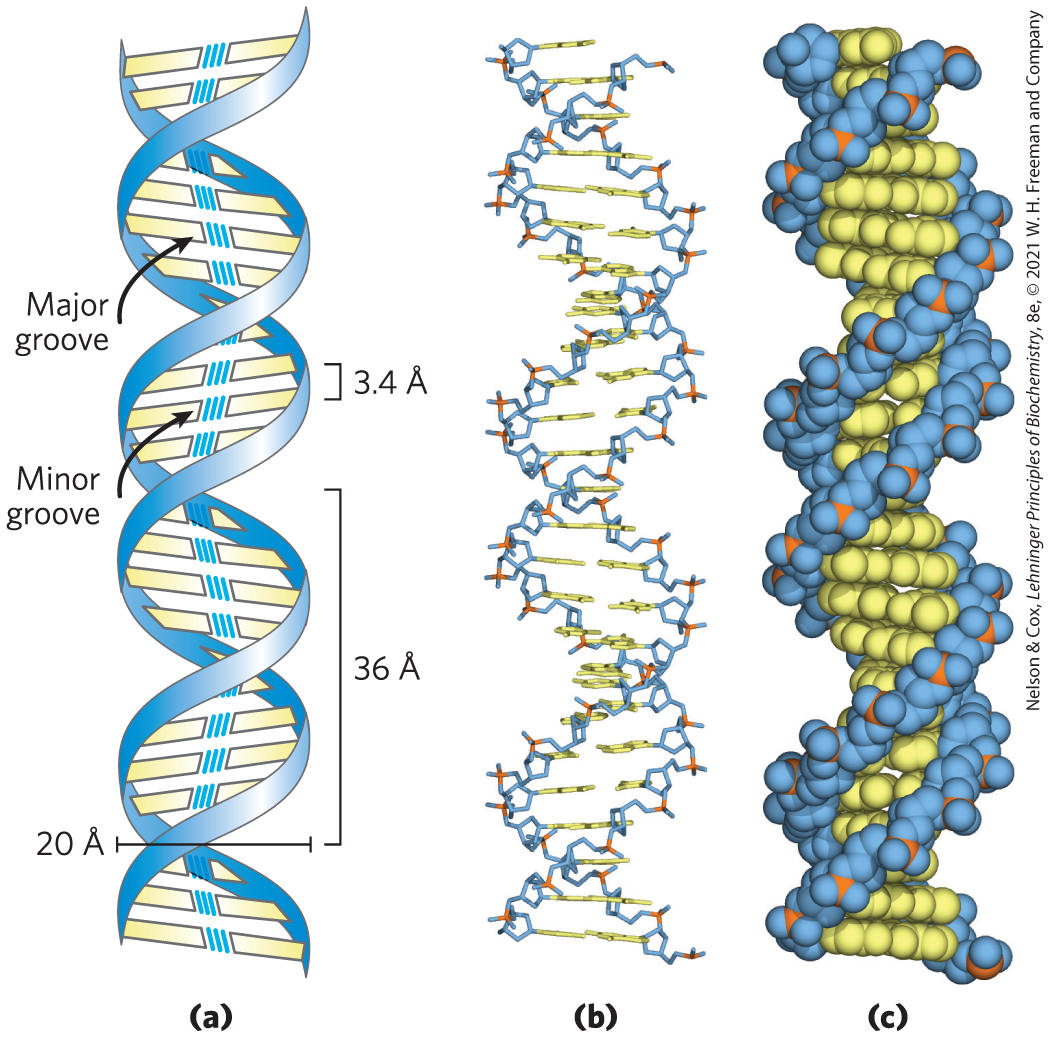 Major
groove
3.4 Å
Minor
groove
36 Å
20 Å
(a)
(b)
(c)
Nelson & Cox, Lehninger Principles of Biochemistry, 8e, © 2021 W. H. Freeman and Company